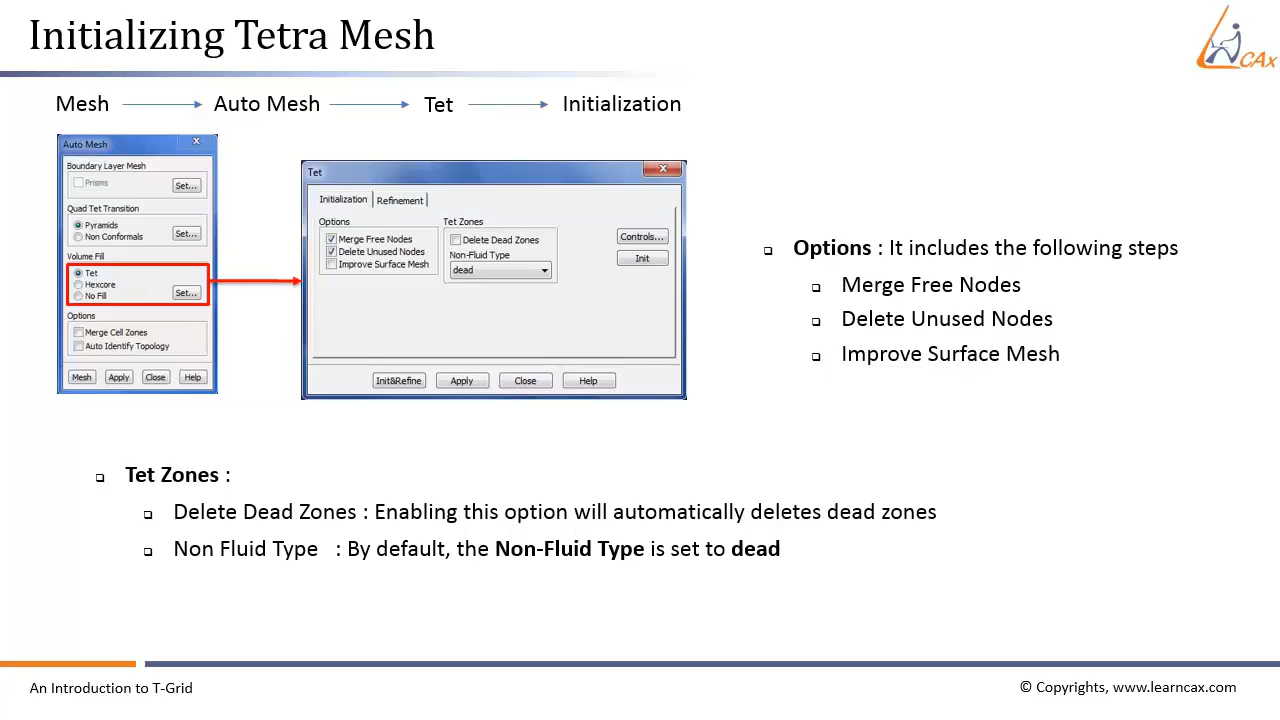 Initializing Tetra Mesh
CAx
Mesh Auto Mesh Tet Initialization
Auto Mesh
Boundary Layer Mesh
Prisms Set...
Quad Tet Transition
Pyramids
Non Conformals Set...
Volume Fill
Tet
Hexcore
No Fill Set...
Options
Merge Cell Zones
Auto Identify Topology
Mesh Apply Close Help
Tet
Initialization Refinement
Options Tet Zones
Merge Free Nodes Delete Dead Zones Controls...
Delete Unused Nodes Non-Fluid Type Init
Improve Surface Mesh dead
Init&Refine Apply Close Help
Options : It includes the following steps
Merge Free Nodes
Delete Unused Nodes
Improve Surface Mesh
Tet Zones :
Delete Dead Zones : Enabling this option will automatically deletes dead zones
Non Fluid Type : By default, the Non-Fluid Type is set to dead
An Introduction to T-Grid © Copyrights, www.learncax.com